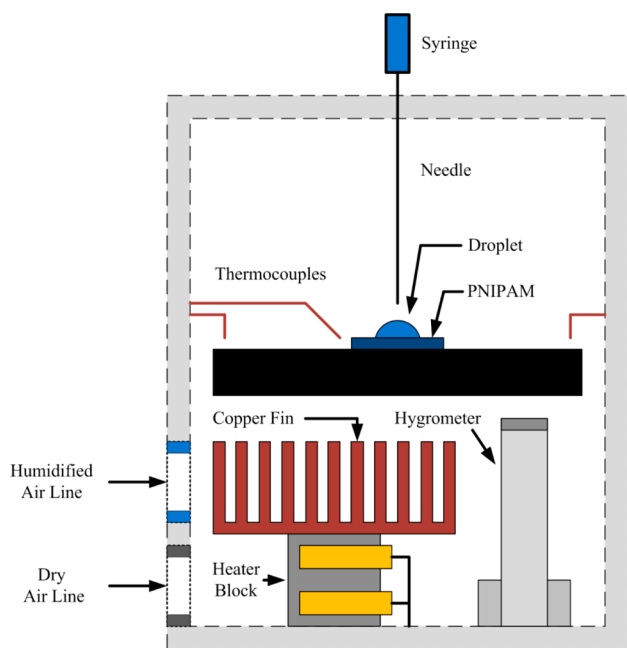 Syringe
Needle
Droplet
Thermocouples
PNIPAM
Copper Fin
Hygrometer
Humidified
Air Line
Heater
Block
Dry
Air Line